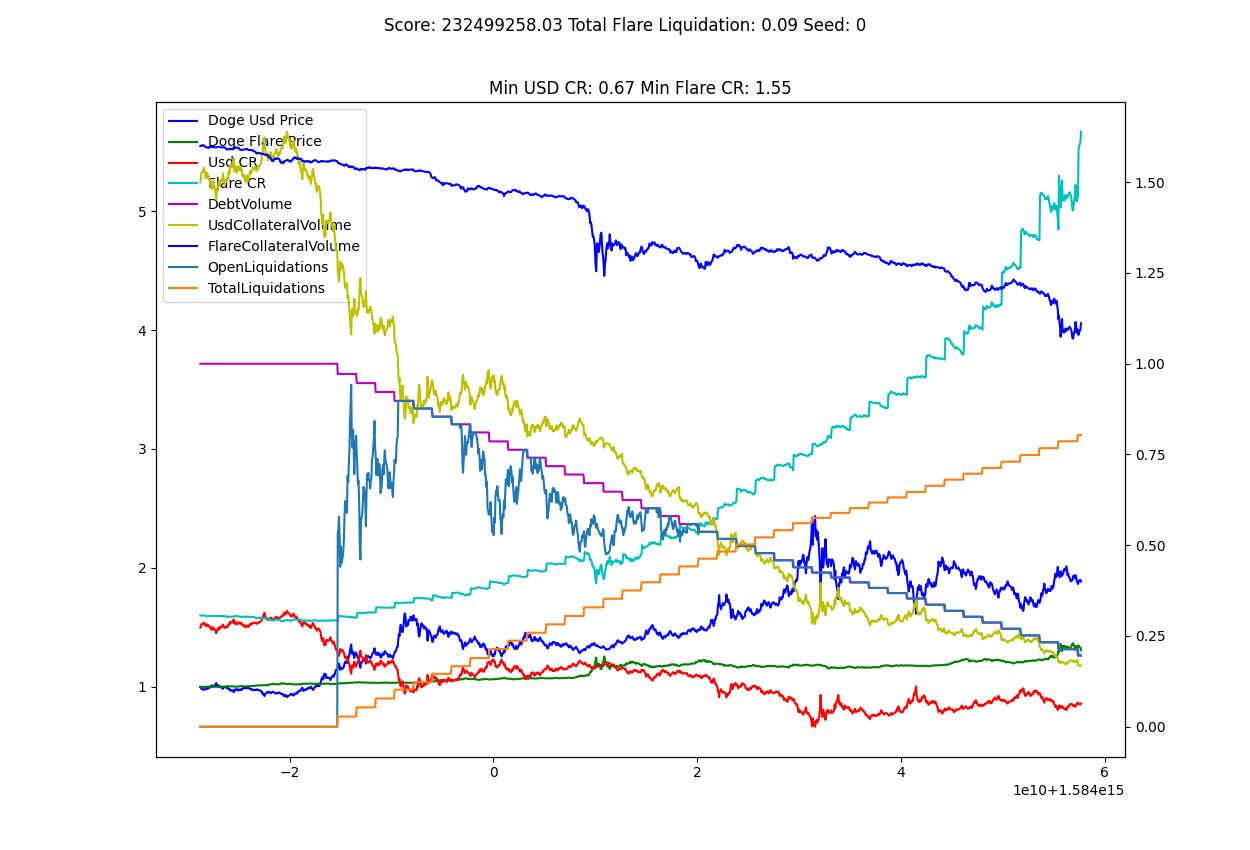 Score: 232499258.03 Total Flare Liquidation: 0.09 Seed: 0
Min USD CR: 0.67 Min Flare CR: 1.55
Doge Usd Price
Doge Flare Price
Usd CR
Flare CR
DebtVolume
UsdCollateralVolume
FlareCollateralVolume
OpenLiquidations
TotalLiquidations
5
4
3
2
1
1.50
1.25
1.00
0.75
0.50
0.25
0.00
−2
0
2
4
6
1e10+1.584e15